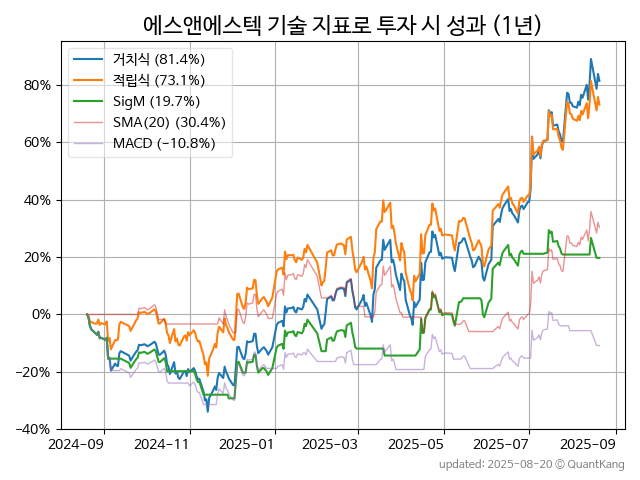 에스앤에스텍 기술 지표로 투자 시 성과 (1년)
거치식 (81.4%)
적립식 (73.1%)
SigM (19.7%)
SMA(20) (30.4%)
MACD (-10.8%)
80%
60%
40%
20%
0%
-20%
-40%
2024-09 2024-11 2025-01 2025-03 2025-05 2025-07 2025-09
updated: 2025-08-20 © QuantKang